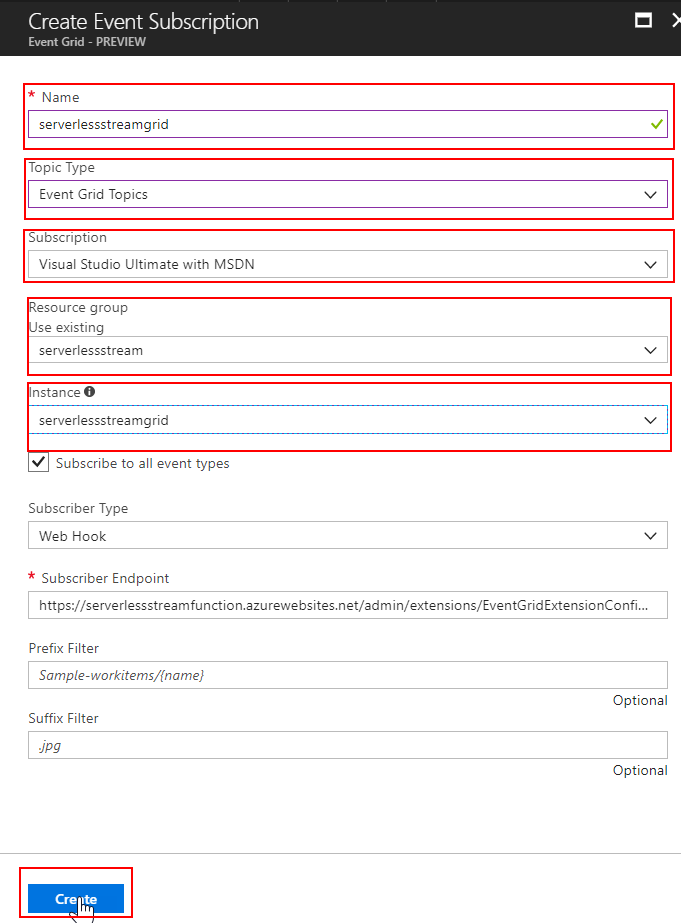 Create Event Subscription
Event Grid - PREVIEW
* Name
serverlessstreamgrid
Topic Type
Event Grid Topics
Subscription
Visual Studio Ultimate with MSDN
Resource group
Use existing
serverlessstream
Instance
serverlessstreamgrid
Subscribe to all event types
Subscriber Type
Web Hook
* Subscriber Endpoint
https://serverlessstreamfunction.azurewebsites.net/admin/extensions/EventGridExtensionConfi...
Prefix Filter
Sample-workitems/{name}
Optional
Suffix Filter
.jpg
Optional
Create